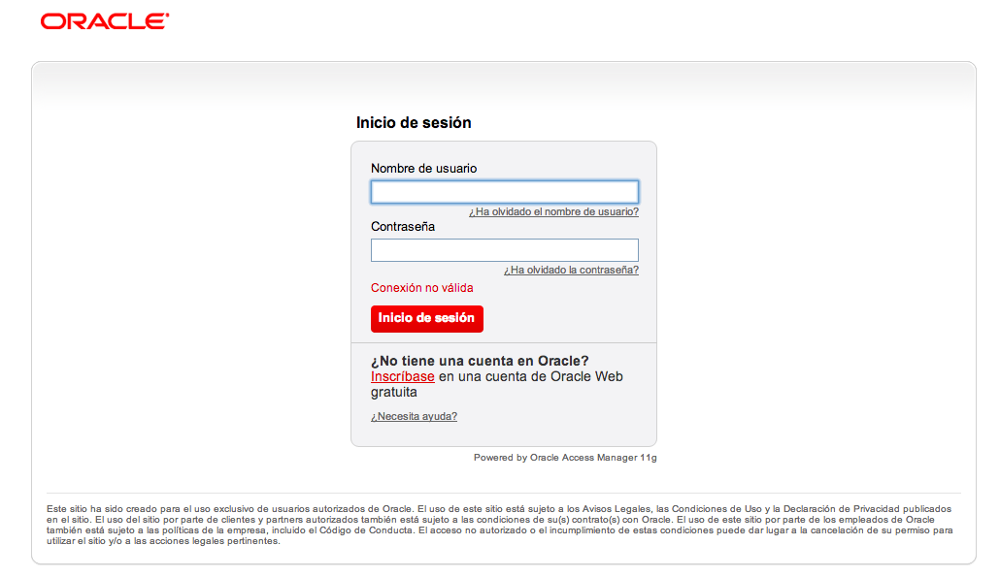 ORACLE
Inicio de sesión
Nombre de usuario
¿Ha olvidado el nombre de usuario?
Contraseña
¿Ha olvidado la contraseña?
Conexión no válida
Inicio de sesión
¿No tiene una cuenta en Oracle?
Inscríbase en una cuenta de Oracle Web
gratuita
¿Necesita ayuda?
Powered by Oracle Access Manager 11g
Este sitio ha sido creado para el uso exclusivo de usuarios autorizados de Oracle. El uso de este sitio está sujeto a los Avisos Legales, las Condiciones de Uso y la Declaración de Privacidad publicados
en el sitio. El uso del sitio por parte de clientes y partners autorizados también está sujeto a las condiciones de su(s) contrato(s) con Oracle. El uso de este sitio por parte de los empleados de Oracle
también está sujeto a las políticas de la empresa, incluido el Código de Conducta. El acceso no autorizado o el incumplimiento de estas condiciones puede dar lugar a la cancelación de su permiso para
utilizar el sitio y/o a las acciones legales pertinentes.